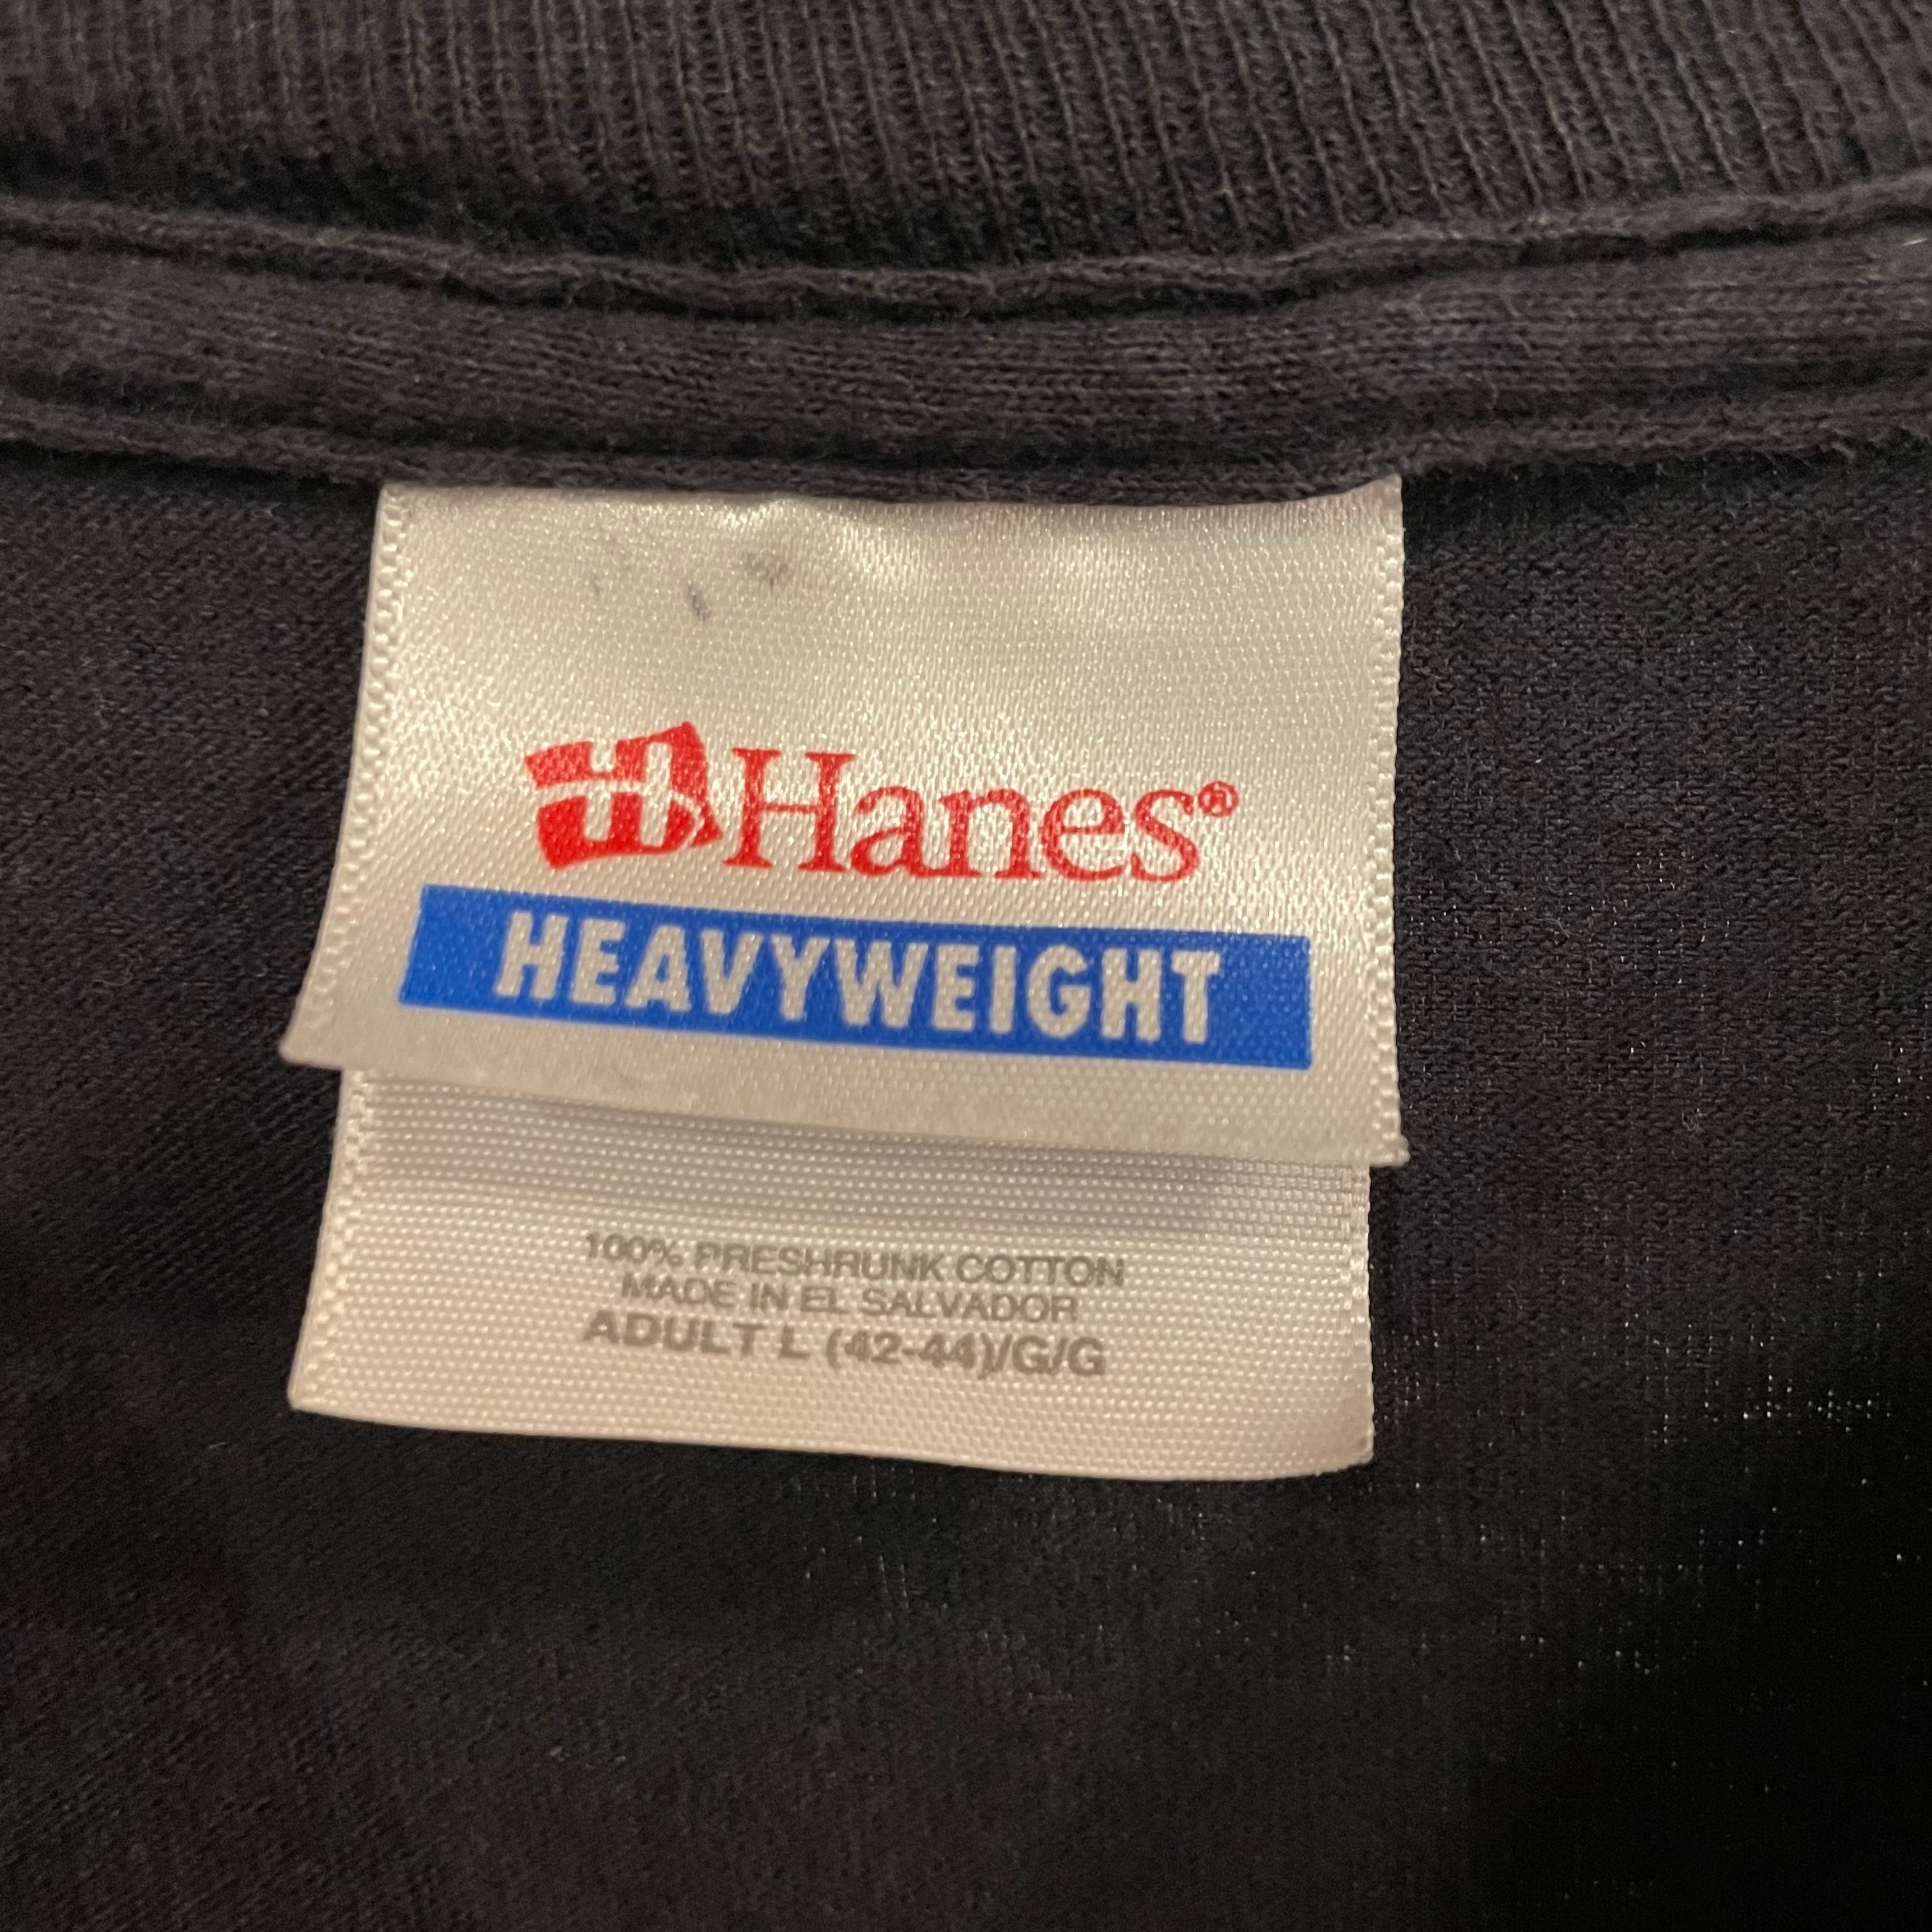 H Hanes®
HEAVYWEIGHT
100% PRESHRUNK COTTON
MADE IN EL SALVADOR
ADULT L (42-44)/G/G